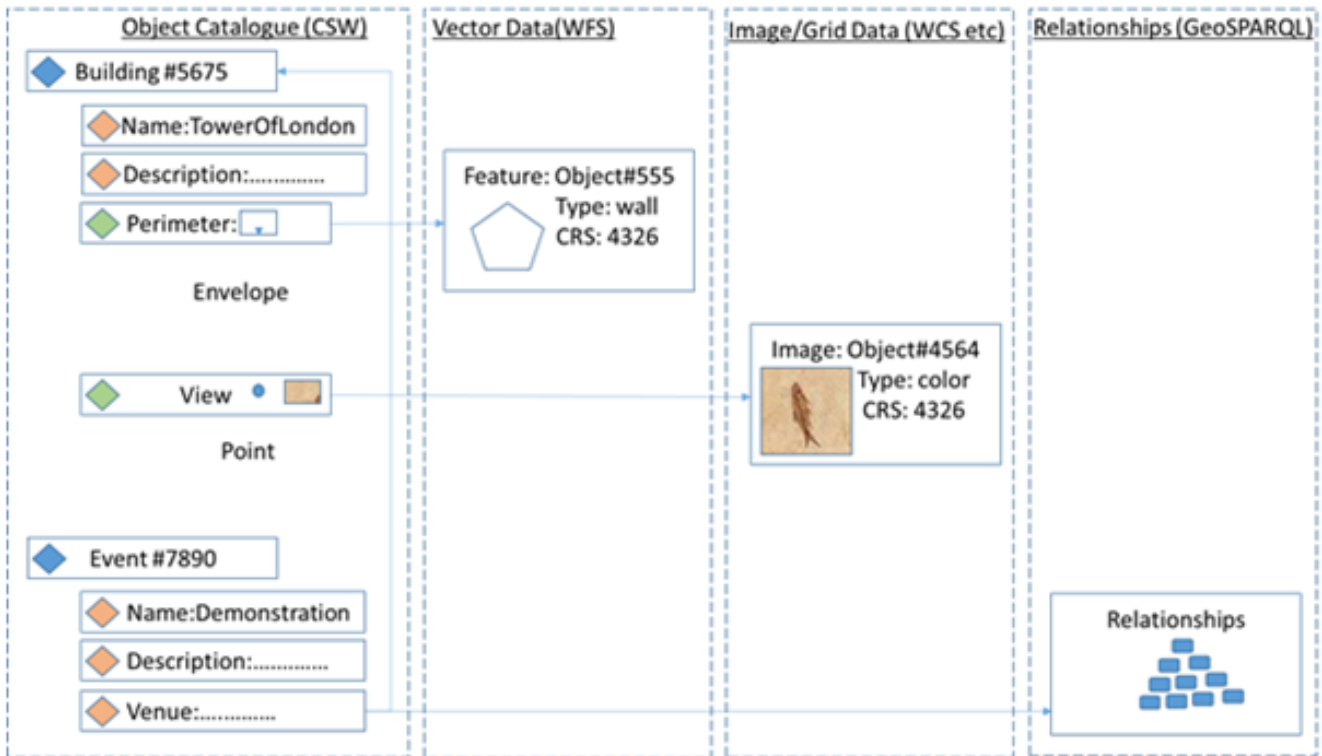 Object Catalogue (CSW)
Building #5675
Name:TowerOfLondon
Description:..............
Perimeter:
Envelope
View
Point
Event #7890
Name:Demonstration
Description:..............
Venue:..............
Vector Data(WFS)
Feature: Object#555
Type: wall
CRS: 4326
Image/Grid Data (WCS etc)
Image: Object#4564
Type: color
CRS: 4326
Relationships (GeoSPARQL)
Relationships